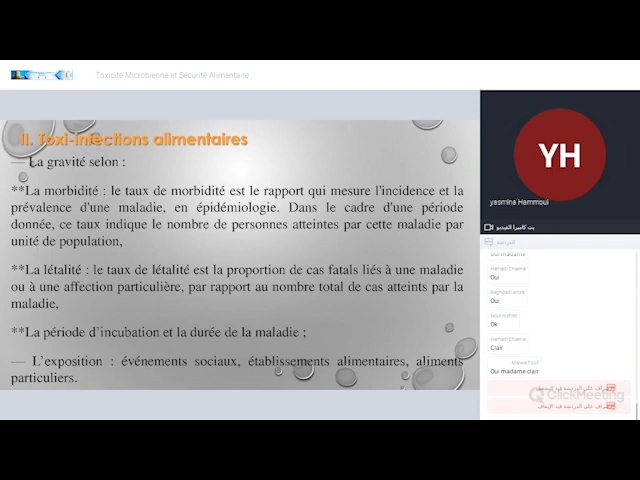 Toxicité Microbienne et Sécurité Alimentaire
II. Toxi-infections alimentaires
— La gravité selon :
**La morbidité : le taux de morbidité est le rapport qui mesure l'incidence et la
prévalence d'une maladie, en épidémiologie. Dans le cadre d'une période
donnée, ce taux indique le nombre de personnes atteintes par cette maladie par
unité de population,
**La létalité : le taux de létalité est la proportion de cas fatals liés à une maladie
ou à une affection particulière, par rapport au nombre total de cas atteints par la
maladie,
**La période d'incubation et la durée de la maladie ;
— L'exposition : événements sociaux, établissements alimentaires, aliments
particuliers.
YH
yasmina Hammoui
بث كاميرا الفيديو
الدردشة
Oui madame
Hamadi Chaima
Oui
Oui
Ok
Hamadi Chaima
Clair
Oui madame clair
ClickMeeting